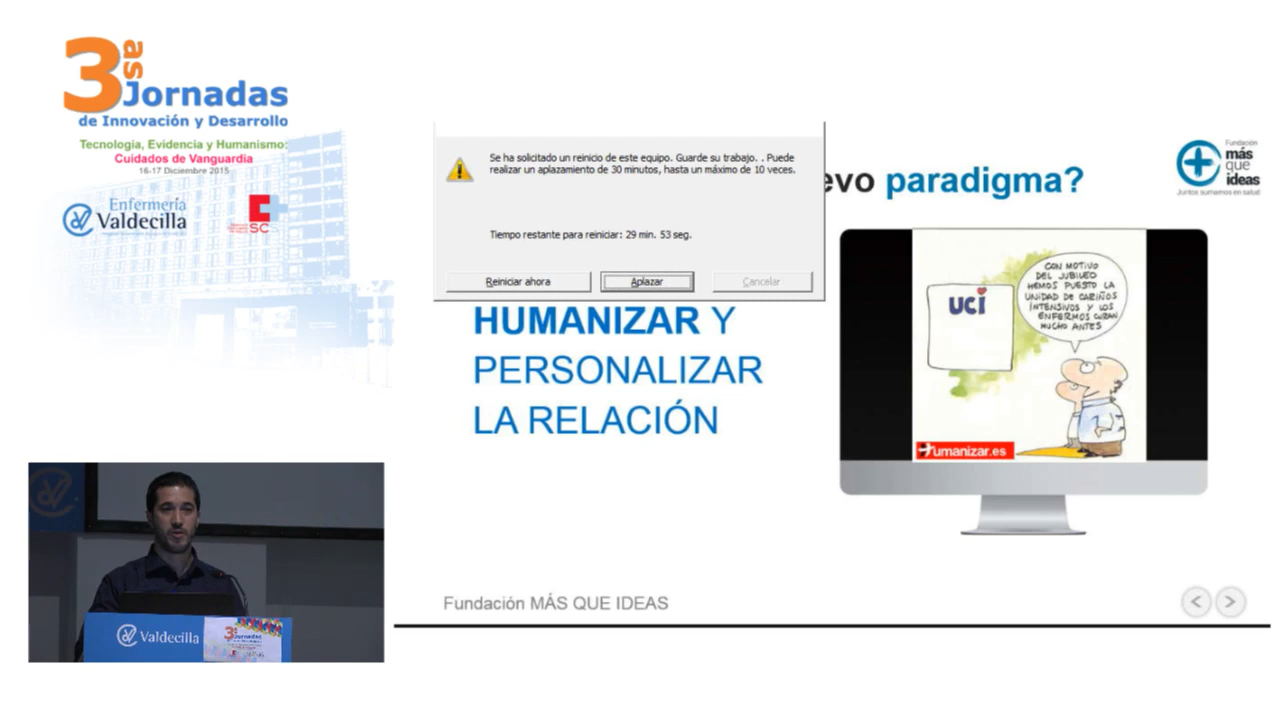 3as
Jornadas
de Innovación y Desarrollo
Tecnología, Evidencia y Humanismo:
Cuidados de Vanguardia
16-17 Diciembre 2015
Enfermería
Valdecilla
SC
Se ha solicitado un reinicio de este equipo. Guarde su trabajo. . Puede
realizar un aplazamiento de 30 minutos, hasta un máximo de 10 veces.
Tiempo restante para reiniciar: 29 min. 53 seg.
Reiniciar ahora
Aplazar
Cancelar
evo paradigma?
Fundación
más
que
ideas
Juntos sumamos en salud
HUMANIZAR Y
PERSONALIZAR
LA RELACIÓN
UCI
CON MOTIVO
DEL JUBILEO
HEMOS PUESTO LA
UNIDAD DE CARIÑOS
INTENSIVOS Y LOS
ENFERMOS CURAN
MUCHO ANTES
Humanizar.es
Valdecilla
3as
Jornadas
Fundación MÁS QUE IDEAS